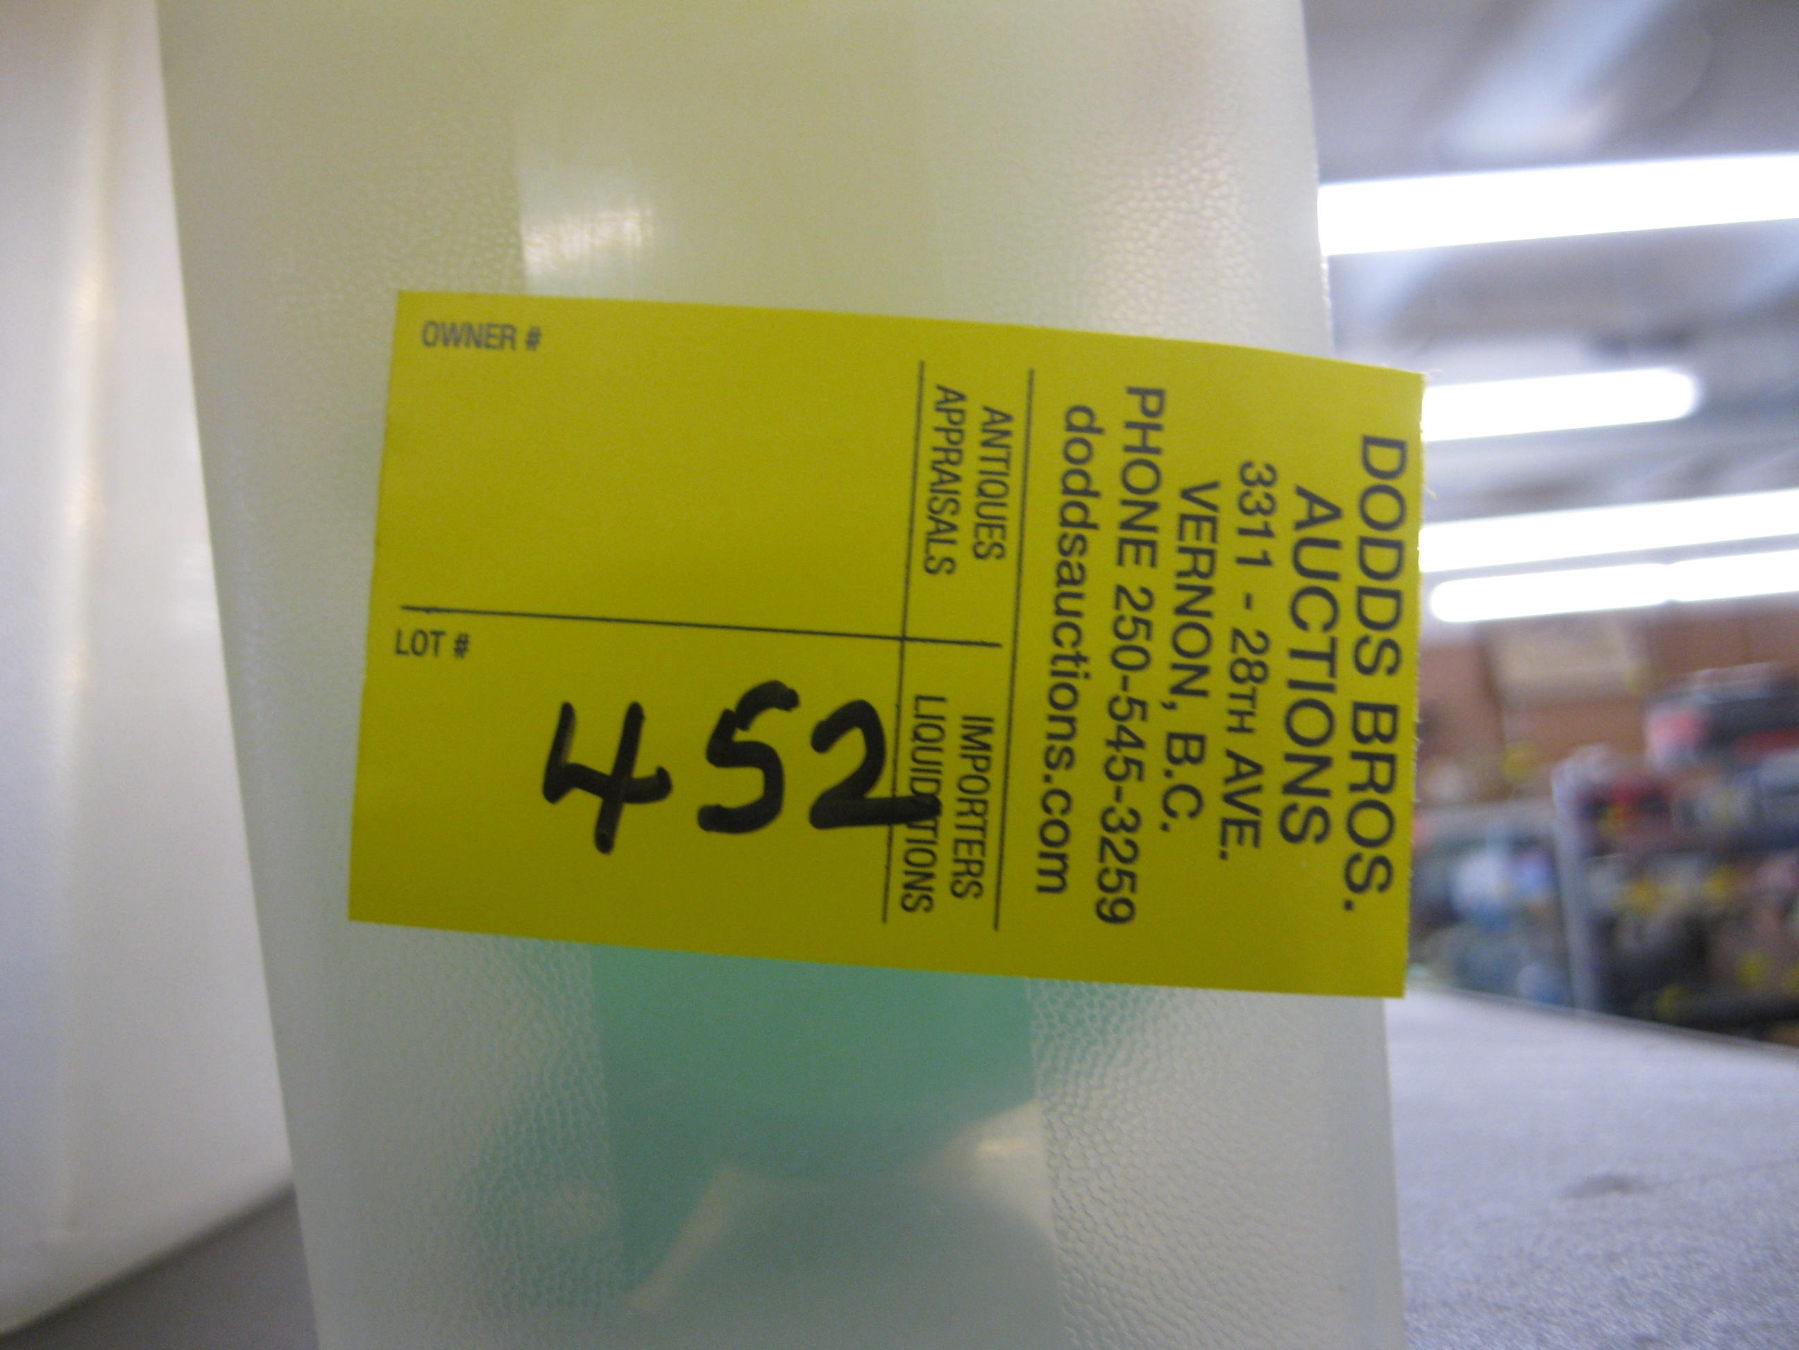 DODDS BROS.
AUCTIONS
3311 - 28TH AVE.
VERNON, B.C.
PHONE 250-545-3259
doddsauctions.com
ANTIQUES
APPRAISALS
IMPORTERS
LIQUIDATIONS
OWNER #
LOT #
452